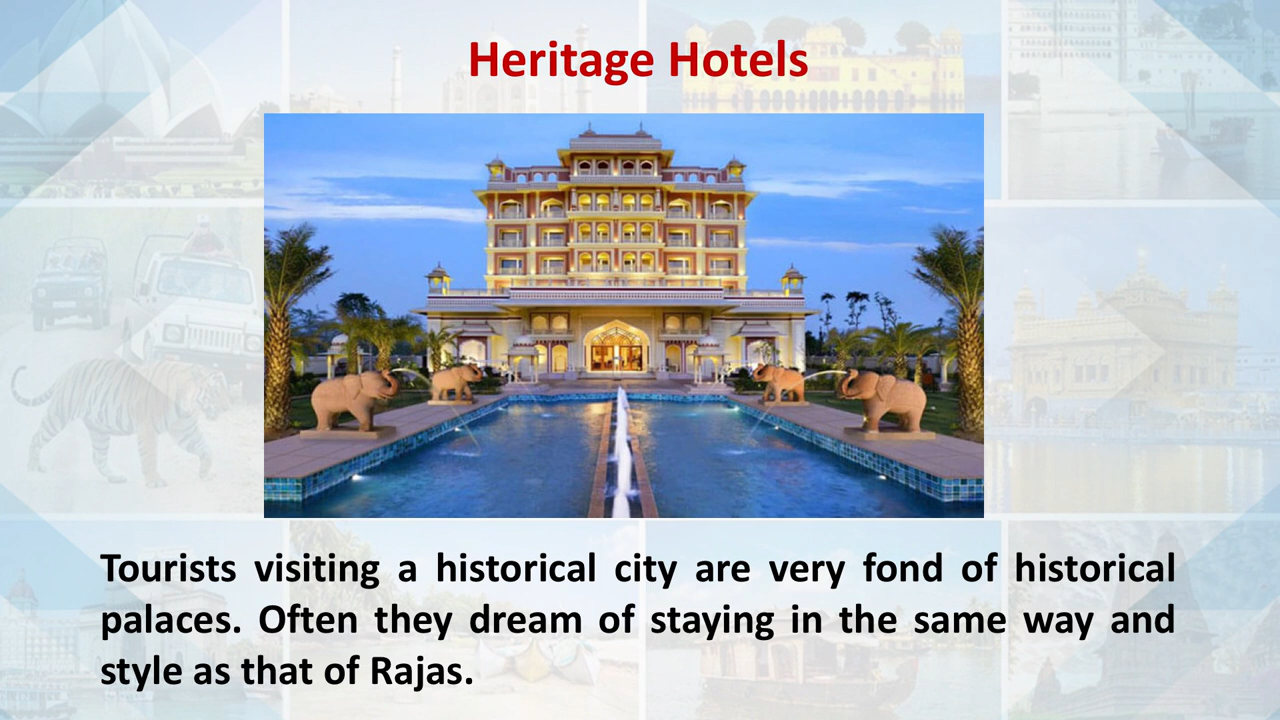 Heritage Hotels
Tourists visiting a historical city are very fond of historical
palaces. Often they dream of staying in the same way and
style as that of Rajas.